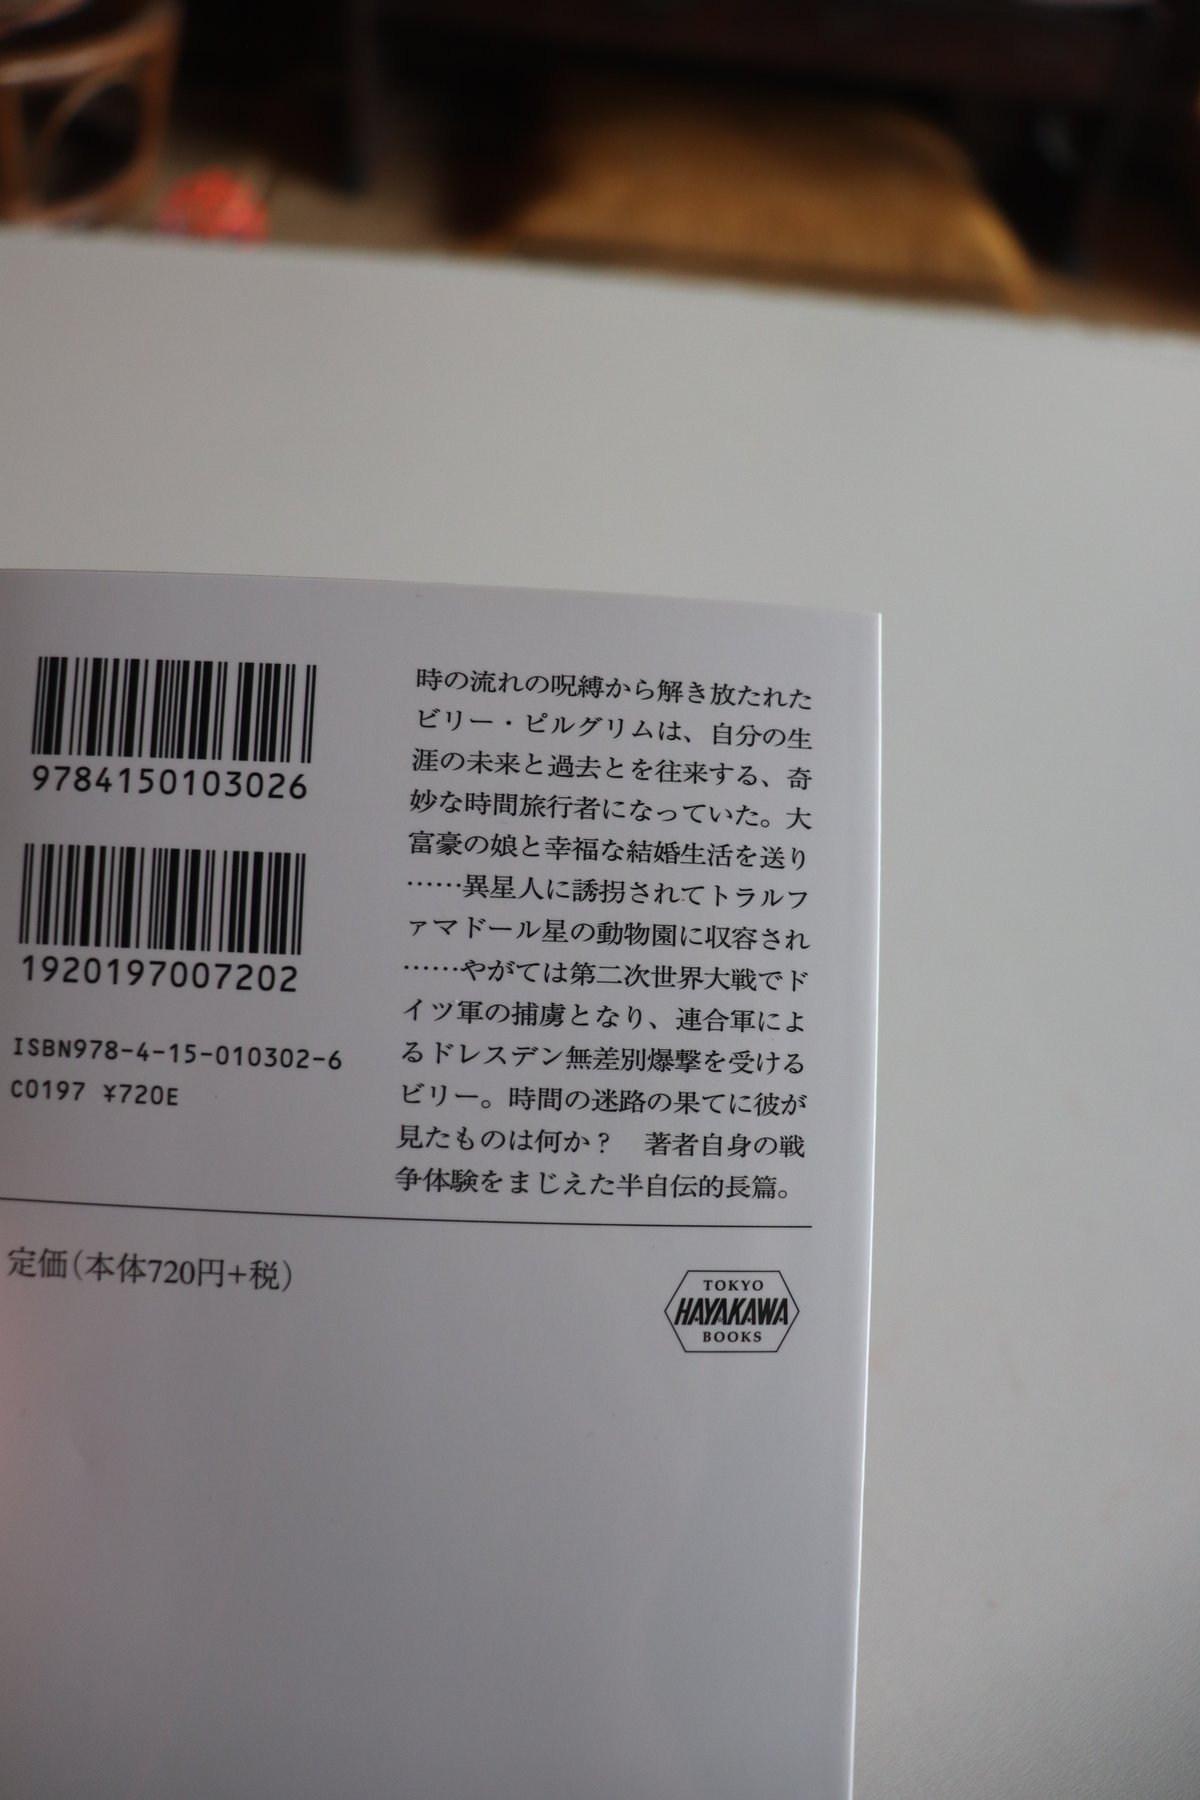 9784150103026
1920197007202
ISBN978-4-15-010302-6
C0197 ¥720E
時の流れの呪縛から解き放たれた
ビリー・ピルグリムは、自分の生
涯の未来と過去とを往来する、奇
妙な時間旅行者になっていた。大
富豪の娘と幸福な結婚生活を送り
……異星人に誘拐されてトラルフ
ァマドール星の動物園に収容され
……やがては第二次世界大戦でド
イツ軍の捕虜となり、連合軍によ
るドレスデン無差別爆撃を受ける
ビリー。時間の迷路の果てに彼が
見たものは何か？　著者自身の戦
争体験をまじえた半自伝的長篇。
定価(本体720円+税)
TOKYO
HAYAKAWA
BOOKS